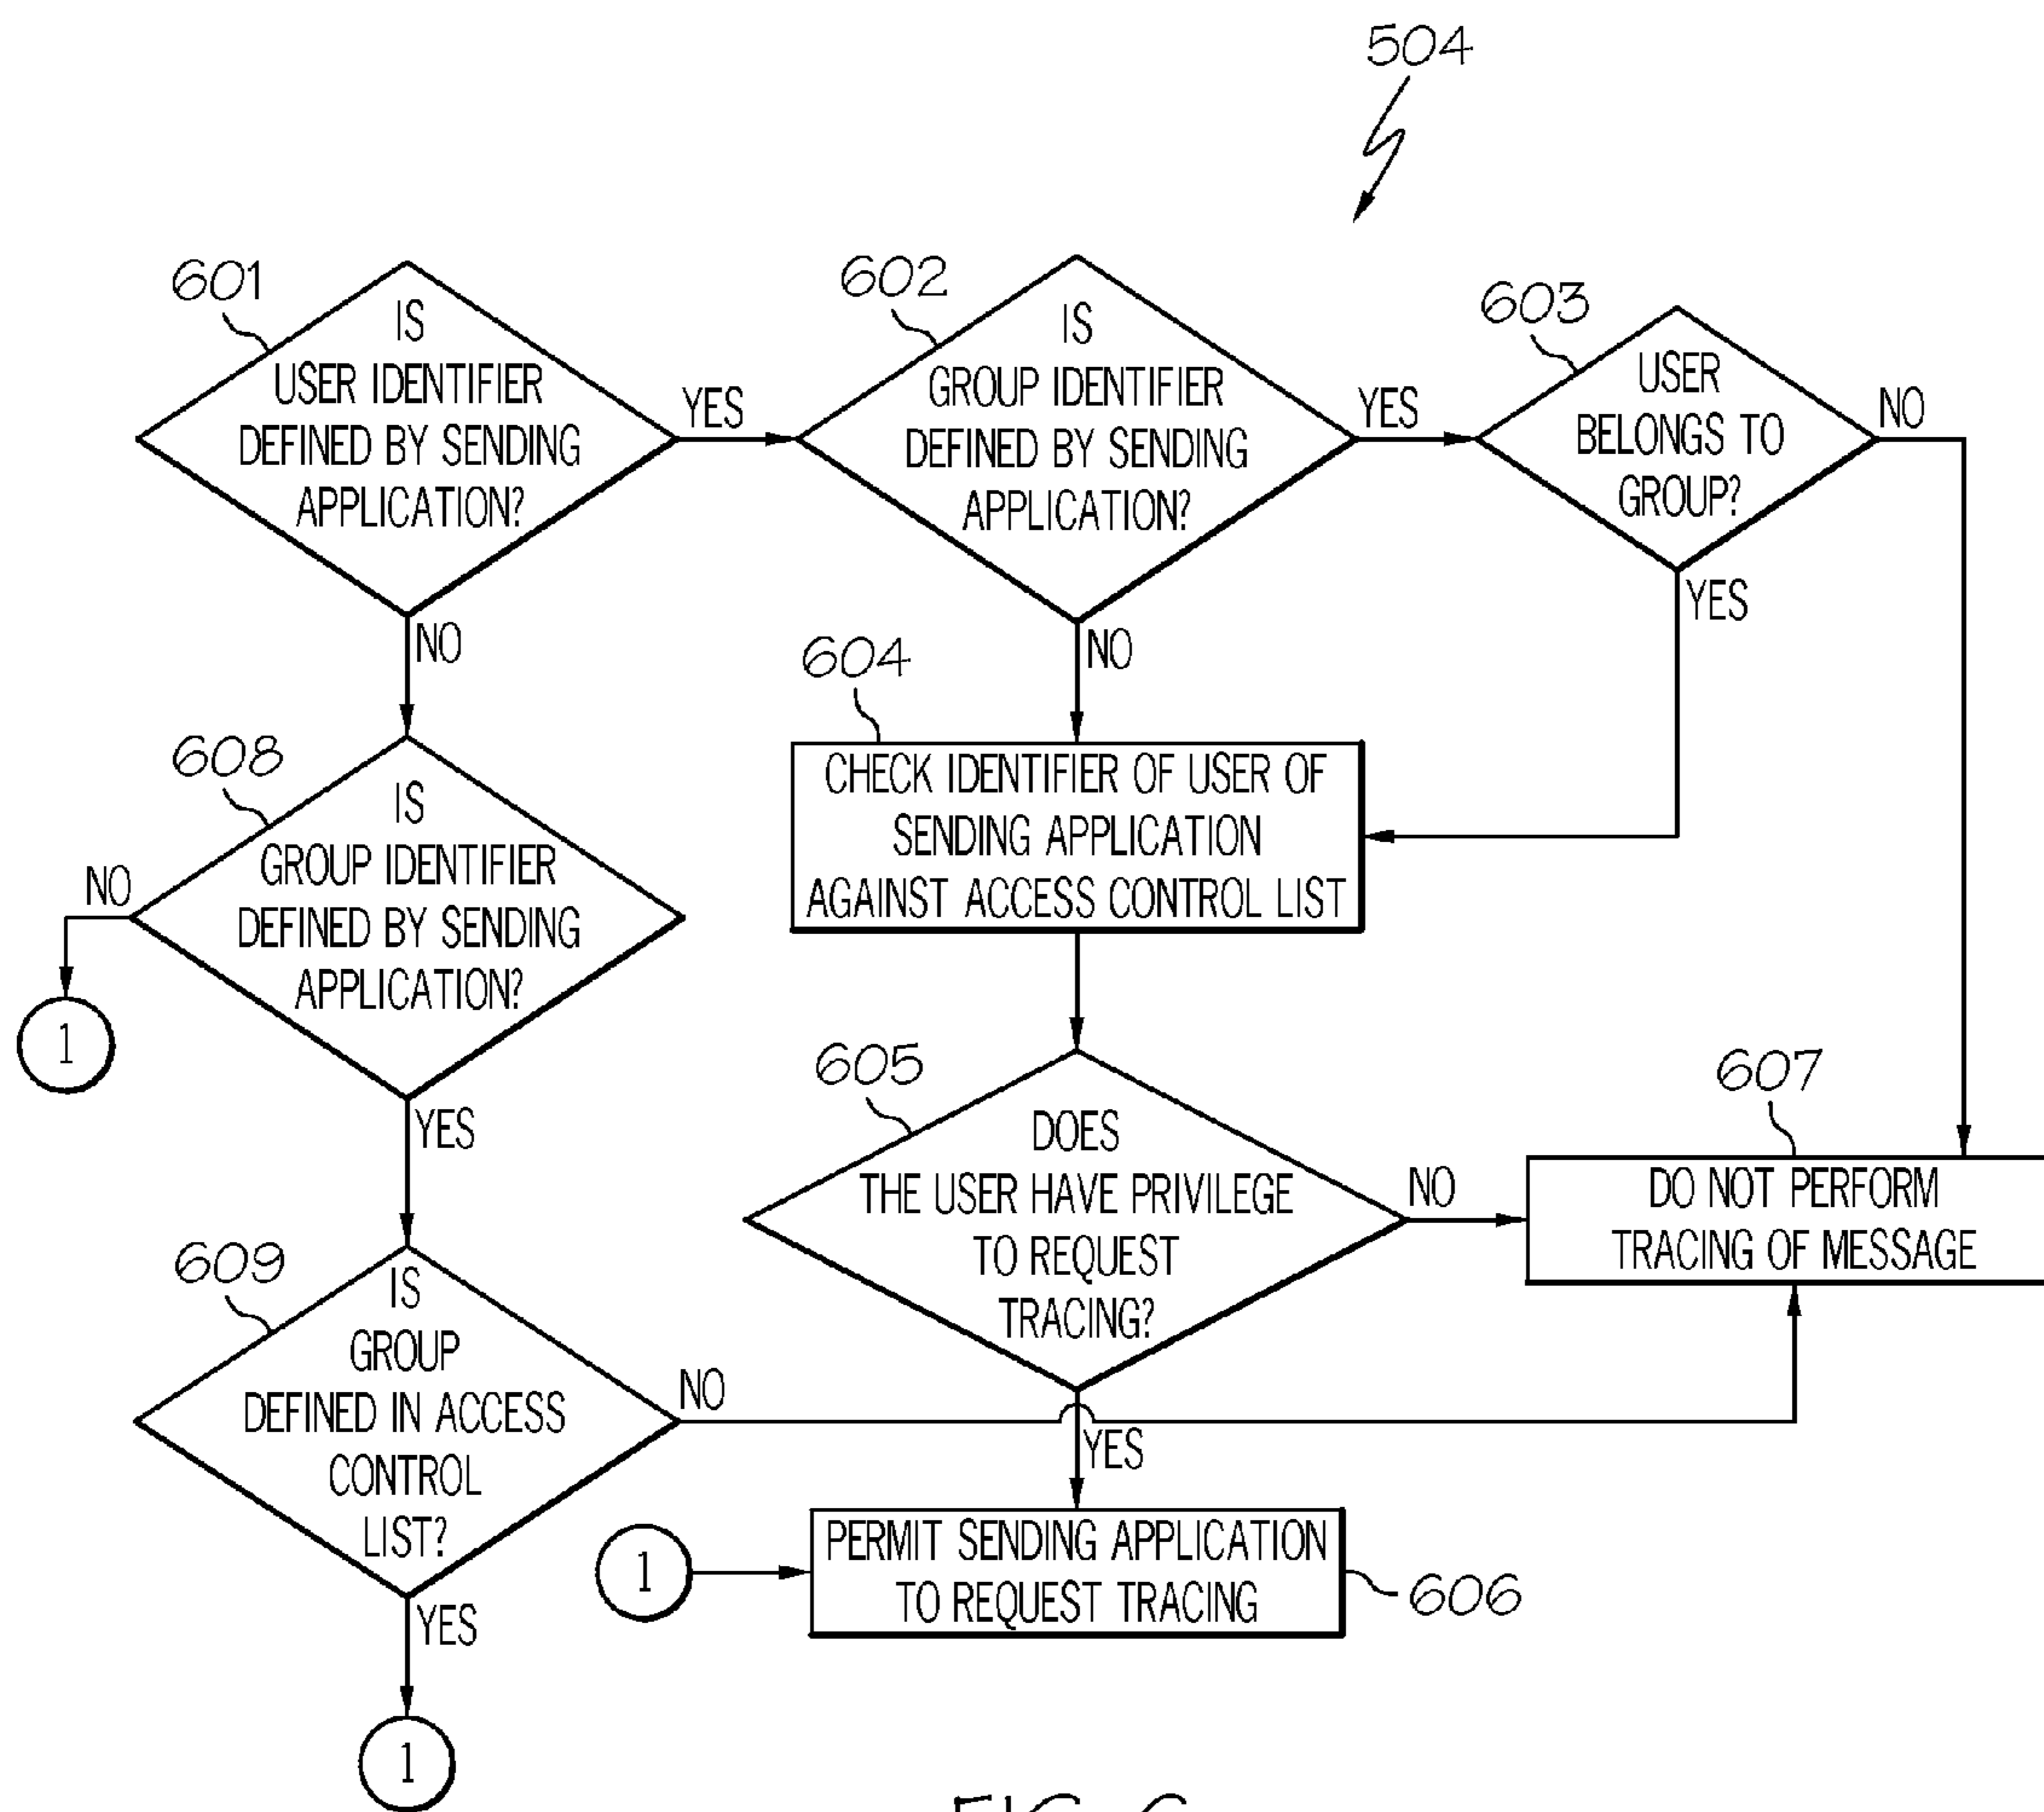 504
601
IS
USER IDENTIFIER
DEFINED BY SENDING
APPLICATION?
YES
NO
602
IS
GROUP IDENTIFIER
DEFINED BY SENDING
APPLICATION?
YES
NO
603
USER
BELONGS TO
GROUP?
NO
YES
604
CHECK IDENTIFIER OF USER OF
SENDING APPLICATION
AGAINST ACCESS CONTROL LIST
608
IS
GROUP IDENTIFIER
DEFINED BY SENDING
APPLICATION?
NO
1
YES
605
DOES
THE USER HAVE PRIVILEGE
TO REQUEST
TRACING?
NO
YES
607
DO NOT PERFORM
TRACING OF MESSAGE
609
IS
GROUP
DEFINED IN ACCESS
CONTROL
LIST?
NO
YES
1
1
PERMIT SENDING APPLICATION
TO REQUEST TRACING
606